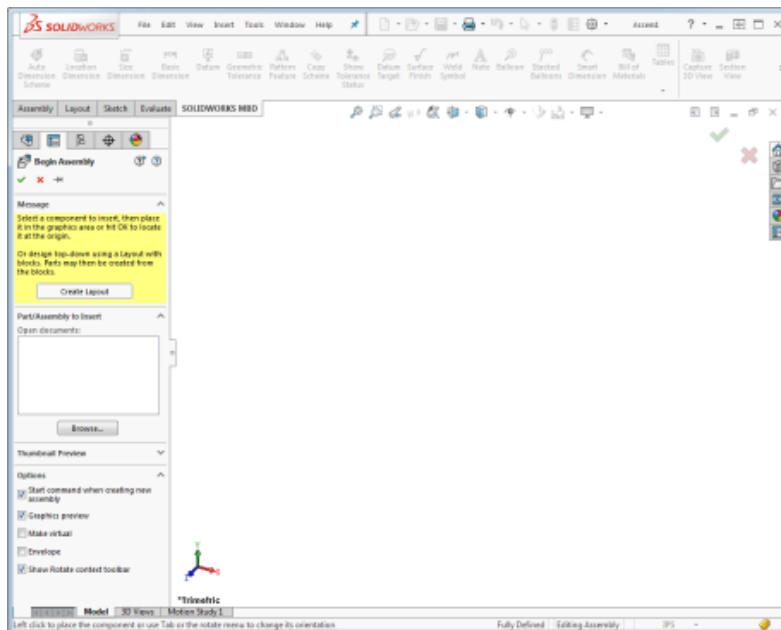 SOLIDWORKS File Edit View Insert Tools Window Help Assem1 ?
Auto Dimension Scheme
Location Dimension
Size Dimension
Basic Dimension
Datum
Geometric Tolerance
Pattern Feature
Copy Scheme
Show Tolerance Status
Datum Target
Surface Finish
Weld Symbol
Note
Balloon
Stacked Balloons
Smart Dimension
Bill of Materials
Tables
Capture 3D View
Section View
Assembly Layout Sketch Evaluate SOLIDWORKS MBD
Begin Assembly
Message
Select a component to insert, then place
it in the graphics area or hit OK to locate
it at the origin.
Or design top-down using a Layout with
blocks. Parts may then be created from
the blocks.
Create Layout
Part/Assembly to Insert
Open documents:
Browse...
Thumbnail Preview
Options
Start command when creating new
assembly
Graphics preview
Make virtual
Envelope
Show Rotate context toolbar
*Trimetric
Model 3D Views Motion Study 1
Left click to place the component or use Tab or the rotate menu to change its orientation Fully Defined Editing Assembly IPS